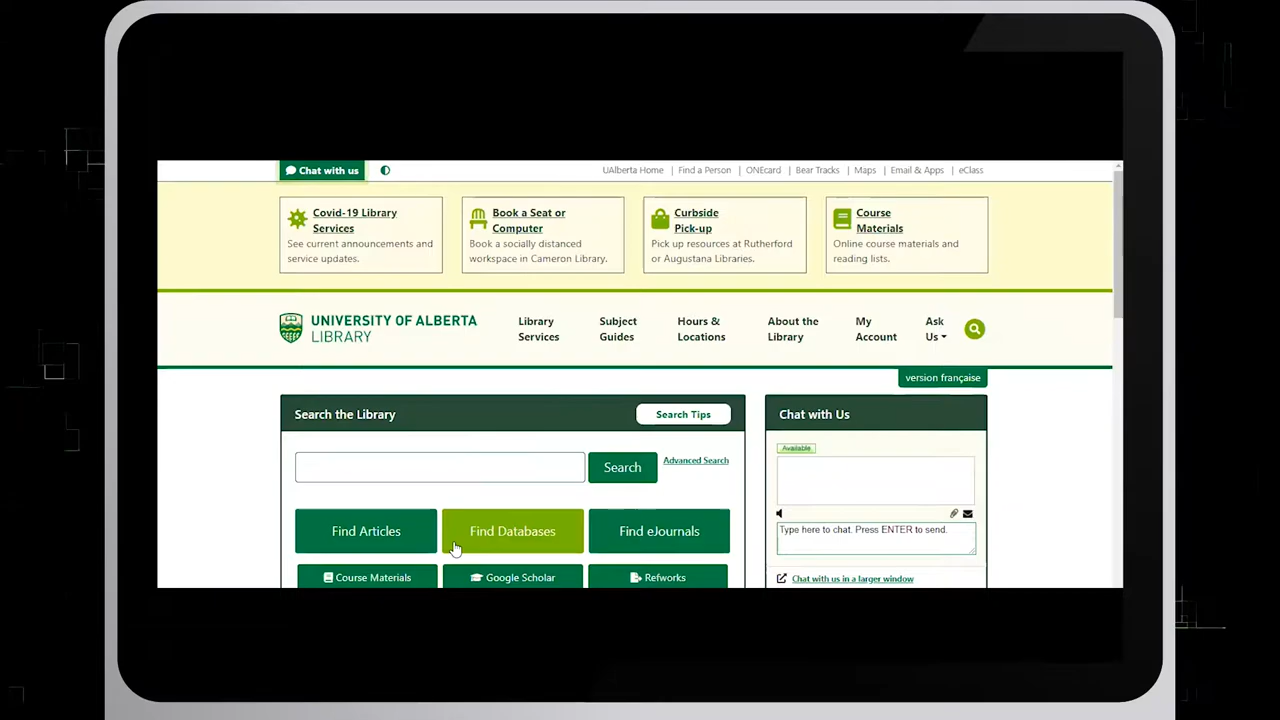 Chat with us
UAlberta Home | Find a Person | ONEcard | Bear Tracks | Maps | Email & Apps | eClass
Covid-19 Library
Services
See current announcements and
service updates.
Book a Seat or
Computer
Book a socially distanced
workspace in Cameron Library.
Curbside
Pick-up
Pick up resources at Rutherford
or Augustana Libraries.
Course
Materials
Online course materials and
reading lists.
UNIVERSITY OF ALBERTA
LIBRARY
Library
Services
Subject
Guides
Hours &
Locations
About the
Library
My
Account
Ask
Us
version française
Search the Library
Search Tips
Search
Advanced Search
Find Articles
Find Databases
Find eJournals
Course Materials
Google Scholar
Refworks
Chat with Us
Available
Type here to chat. Press ENTER to send.
Chat with us in a larger window